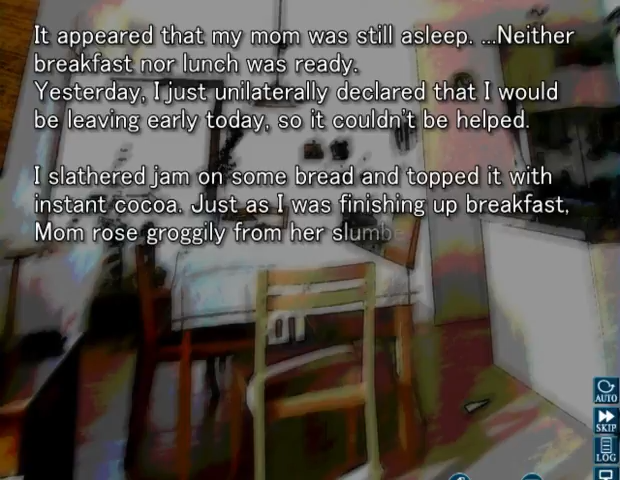 It appeared that my mom was still asleep. ...Neither
breakfast nor lunch was ready.
Yesterday, I just unilaterally declared that I would
be leaving early today, so it couldn't be helped.
I slathered jam on some bread and topped it with
instant cocoa. Just as I was finishing up breakfast,
Mom rose groggily from her slumbe
AUTO
SKIP
LOG